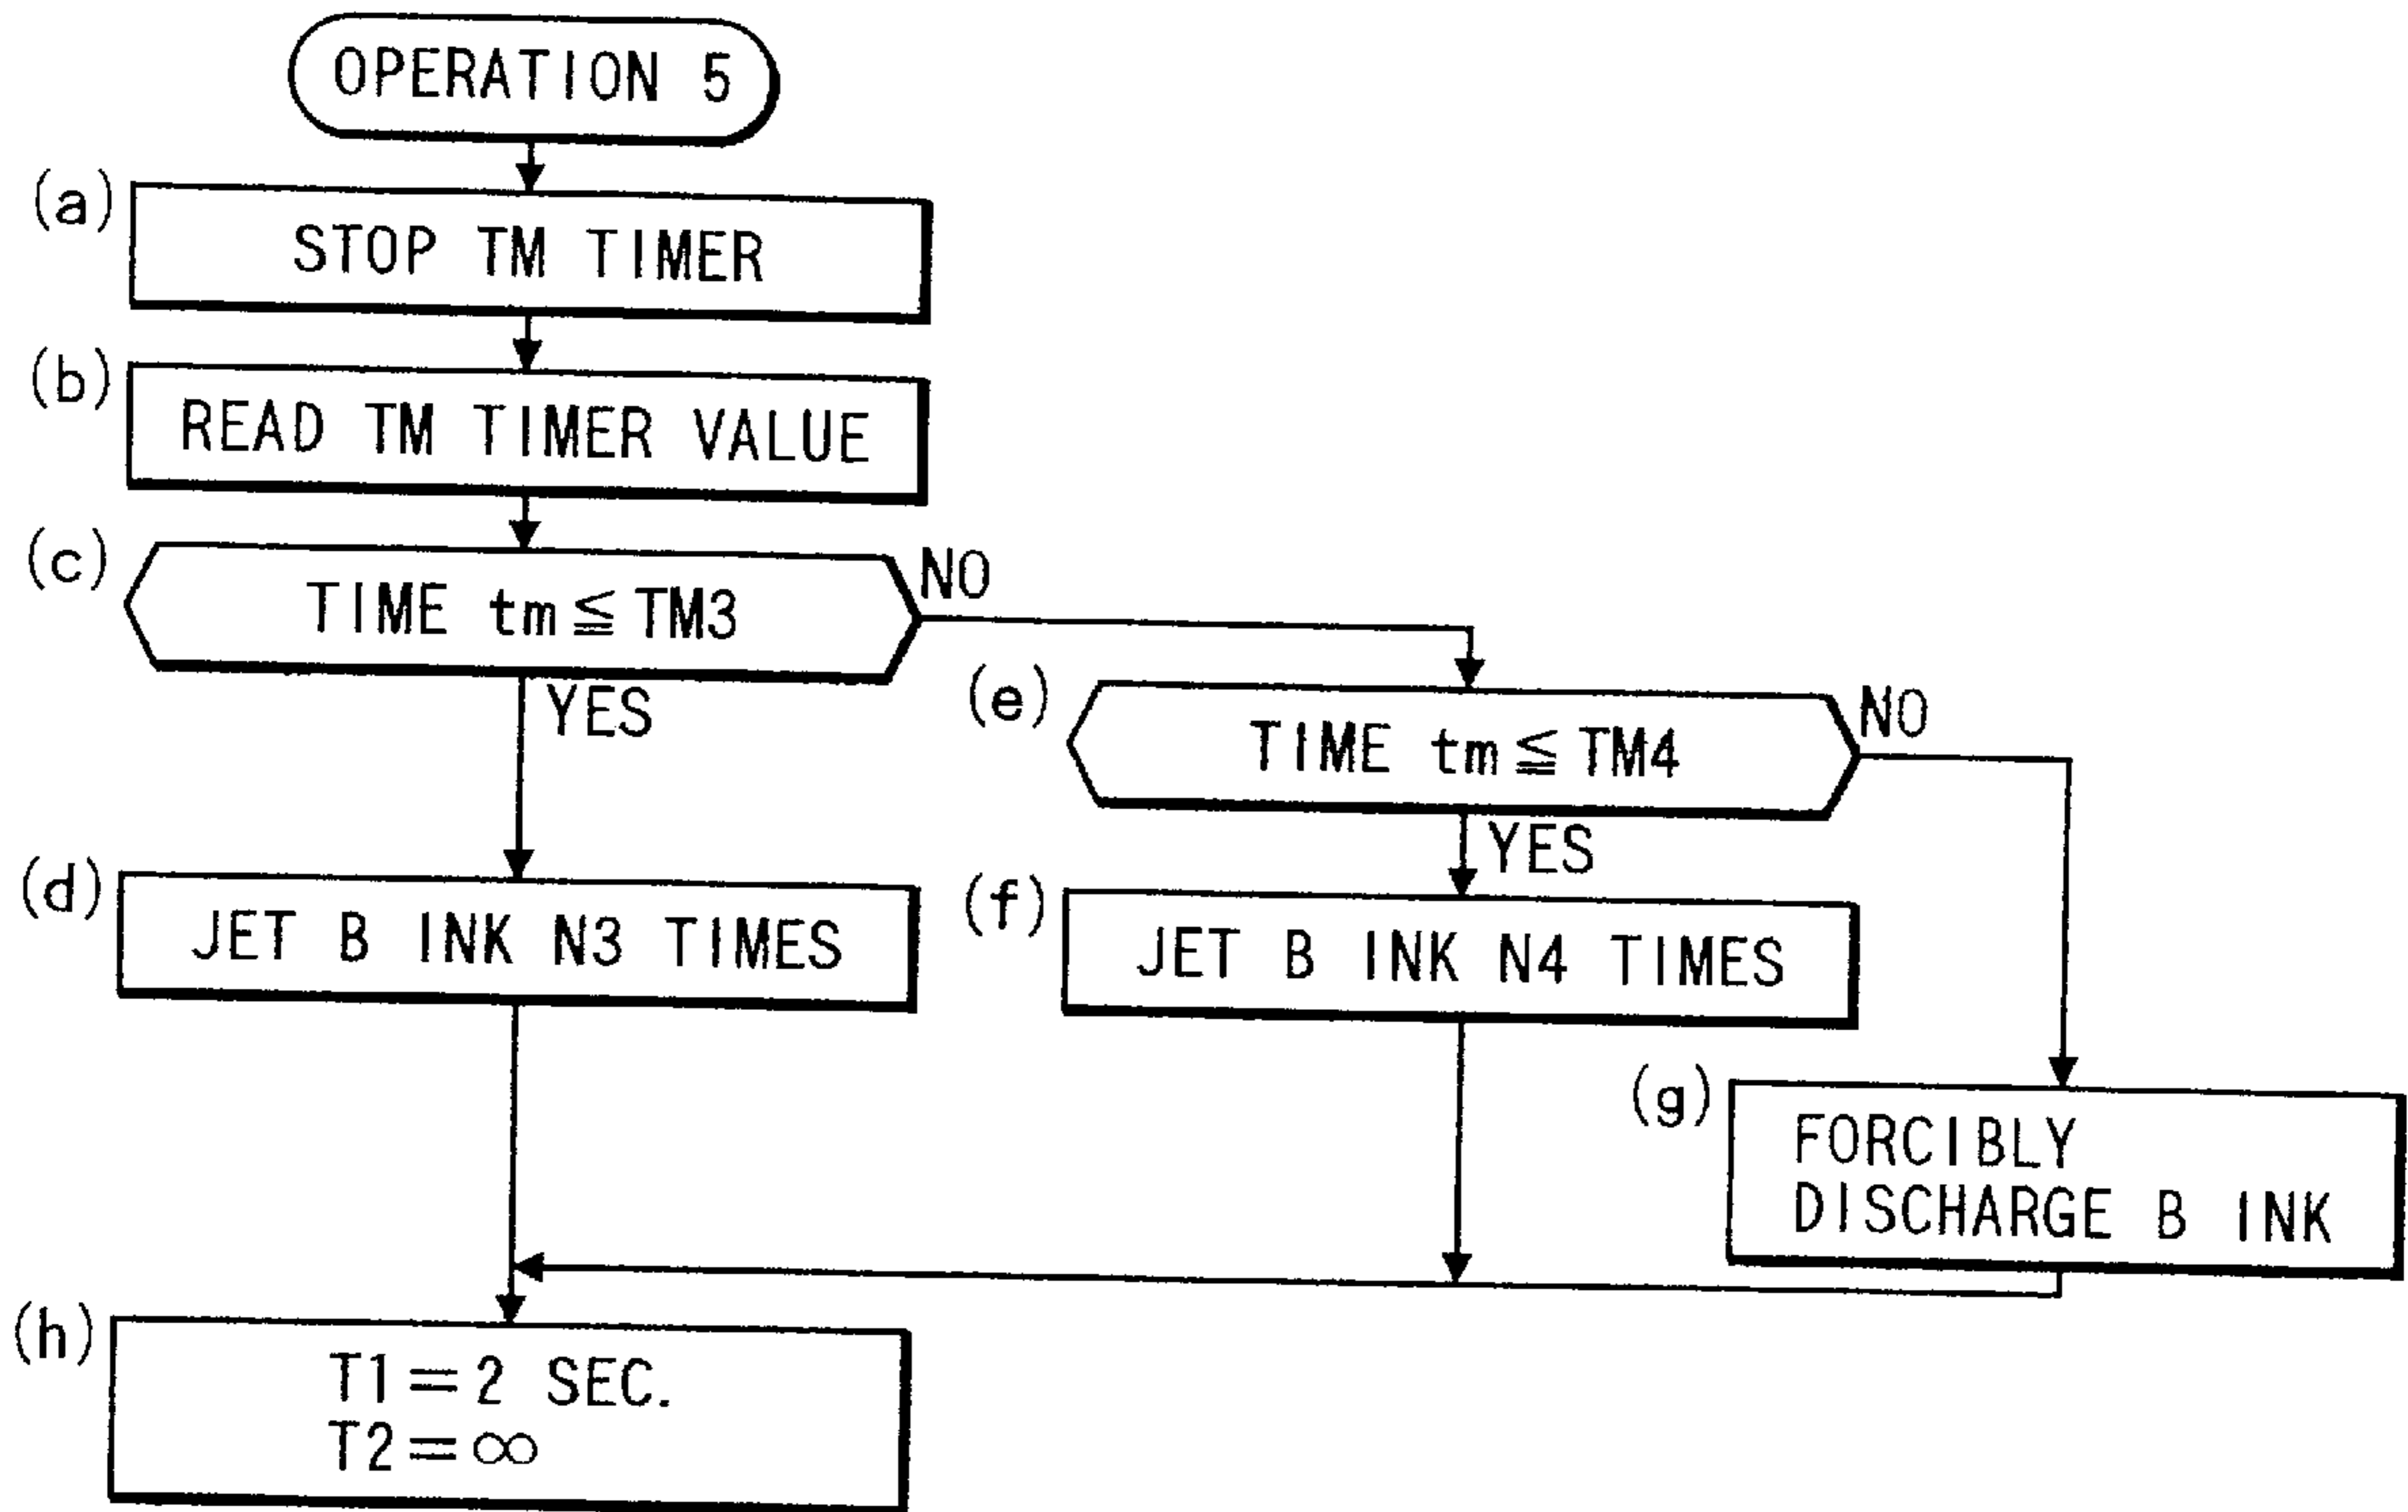 OPERATION 5
(a)
STOP TM TIMER
(b)
READ TM TIMER VALUE
(c)
TIME tm≦TM3
NO
YES
(d)
JET B INK N3 TIMES
(e)
TIME tm≦TM4
NO
YES
(f)
JET B INK N4 TIMES
(g)
FORCIBLY
DISCHARGE B INK
(h)
T1=2 SEC.
T2=∞